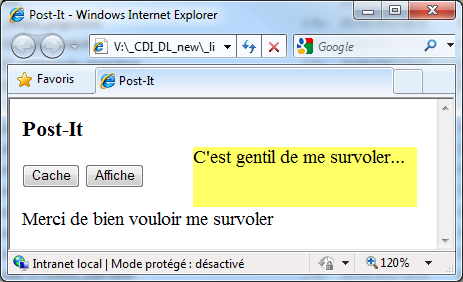 Post-It - Windows Internet Explorer
V:\_CDI_DL_new\_li
Google
Favoris
Post-It
Post-It
C'est gentil de me survoler...
Cache Affiche
Merci de bien vouloir me survoler
Intranet local | Mode protégé : désactivé
120%